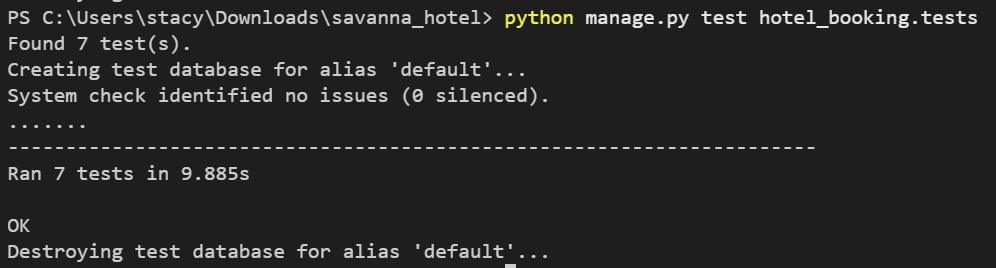 PS C:\Users\stacy\Downloads\savanna_hotel> python manage.py test hotel_booking.tests
Found 7 test(s).
Creating test database for alias 'default'...
System check identified no issues (0 silenced).
.......
----------------------------------------------------------------------
Ran 7 tests in 9.885s

OK
Destroying test database for alias 'default'...